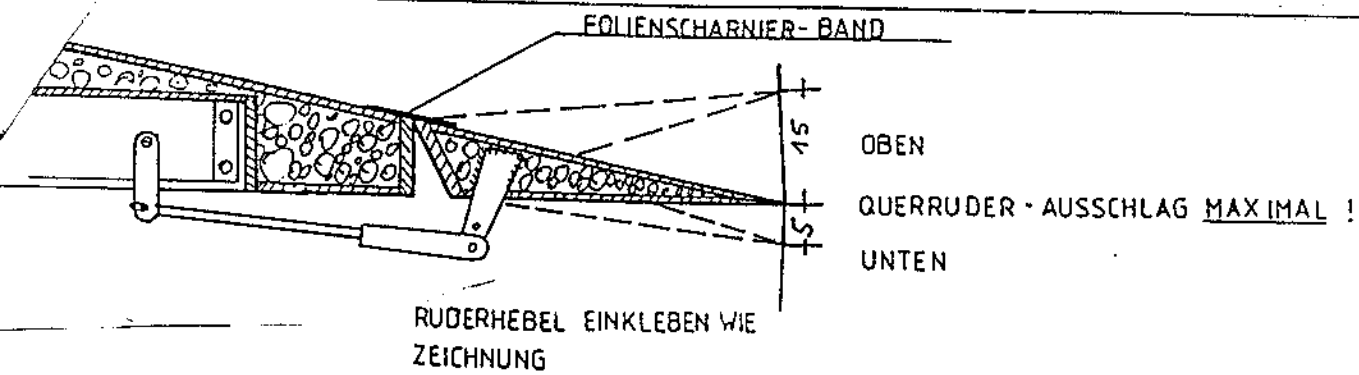 FOLIENSCHARNIER-BAND
15
OBEN
QUERRUDER - AUSSCHLAG MAXIMAL !
5
UNTEN
RUDERHEBEL EINKLEBEN WIE
ZEICHNUNG